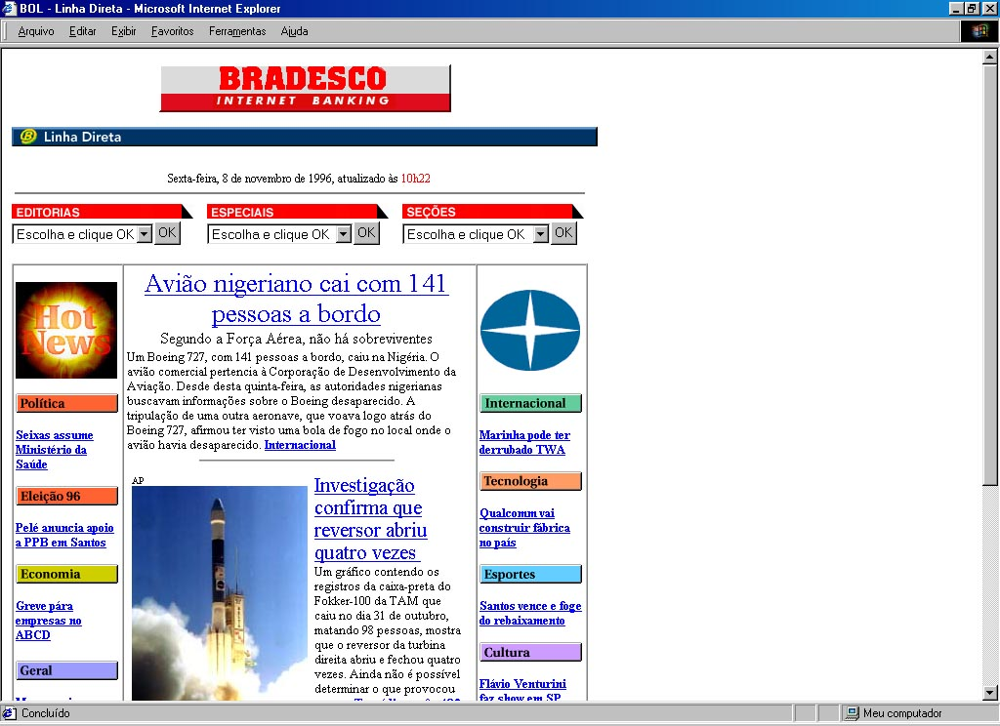 BOL - Linha Direta - Microsoft Internet Explorer
Arquivo Editar Exibir Favoritos Ferramentas Ajuda
BRADESCO
INTERNET BANKING
B Linha Direta
Sexta-feira, 8 de novembro de 1996, atualizado às 10h22
EDITORIAS
Escolha e clique OK OK
ESPECIAIS
Escolha e clique OK OK
SEÇÕES
Escolha e clique OK OK
Hot
News
Política
Seixas assume
Ministério da
Saúde
Eleição 96
Pelé anuncia apoio
a PPB em Santos
Economia
Greve pára
empresas no
ABCD
Geral
Avião nigeriano cai com 141
pessoas a bordo
Segundo a Força Aérea, não há sobreviventes
Um Boeing 727, com 141 pessoas a bordo, caiu na Nigéria. O
avião comercial pertencia à Corporação de Desenvolvimento da
Aviação. Desde desta quinta-feira, as autoridades nigerianas
buscavam informações sobre o Boeing desaparecido. A
tripulação de uma outra aeronave, que voava logo atrás do
Boeing 727, afirmou ter visto uma bola de fogo no local onde o
avião havia desaparecido. Internacional
AP
Investigação
confirma que
reversor abriu
quatro vezes
Um gráfico contendo os
registros da caixa-preta do
Fokker-100 da TAM que
caiu no dia 31 de outubro,
matando 98 pessoas, mostra
que o reversor da turbina
direita abriu e fechou quatro
vezes. Ainda não é possível
determinar o que provocou
Internacional
Marinha pode ter
derrubado TWA
Tecnologia
Qualcomm vai
construir fábrica
no país
Esportes
Santos vence e foge
do rebaixamento
Cultura
Flávio Venturini
faz show em SP
Concluído
Meu computador